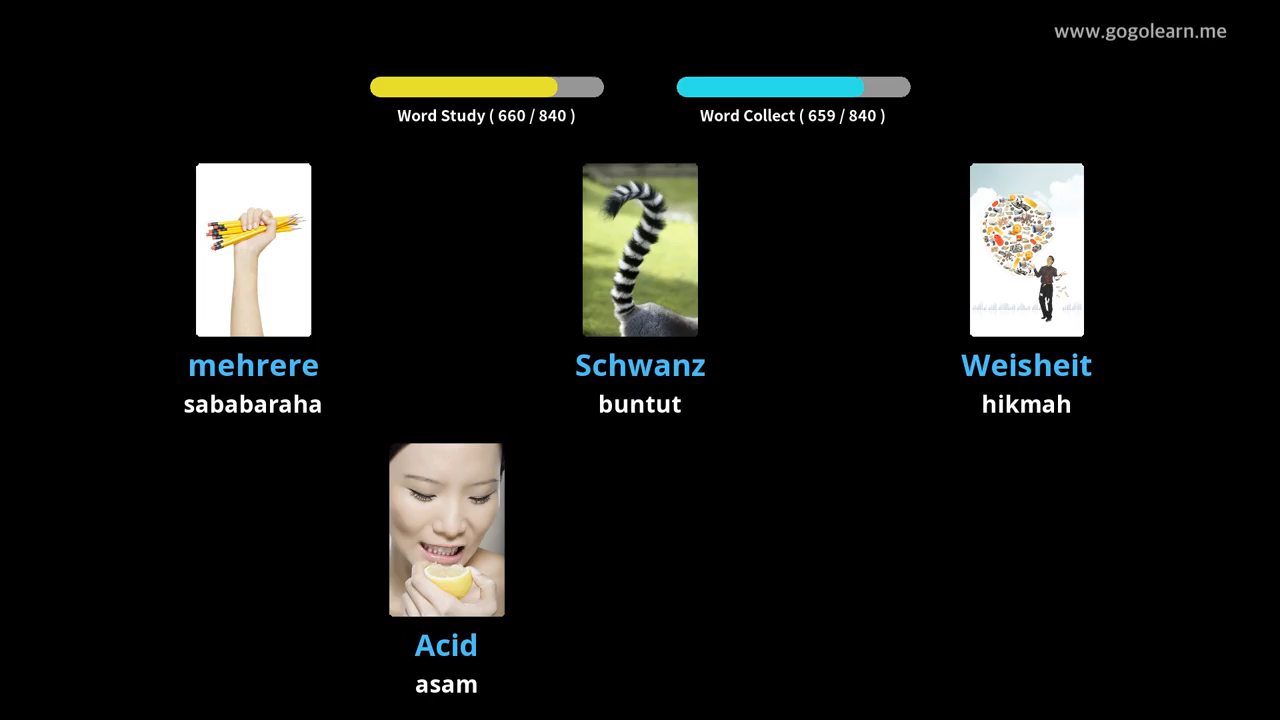 www.gogolearn.me
Word Study ( 660 / 840 )
Word Collect ( 659 / 840 )
mehrere
sababaraha
Schwanz
buntut
Weisheit
hikmah
Acid
asam